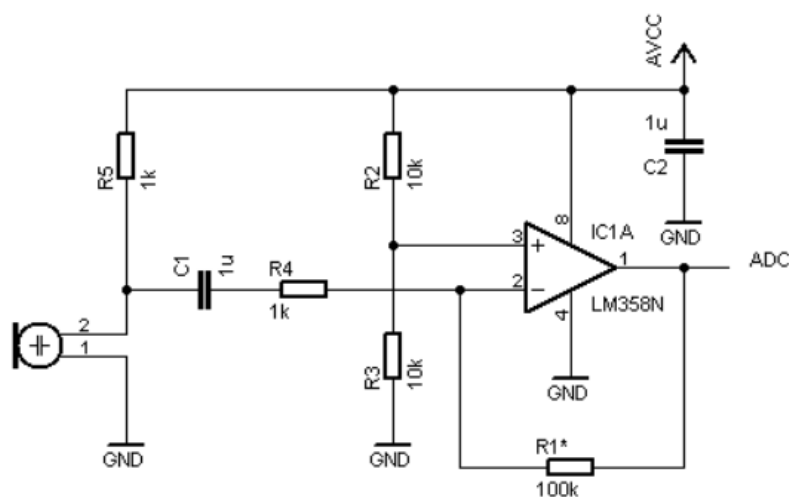 AVCC
1u
C2
GND
R5
1k
R2
10k
C1
1u
R4
1k
3
2
8
4
1
IC1A
LM358N
ADC
2
1
R3
10k
GND
GND
GND
R1*
100k